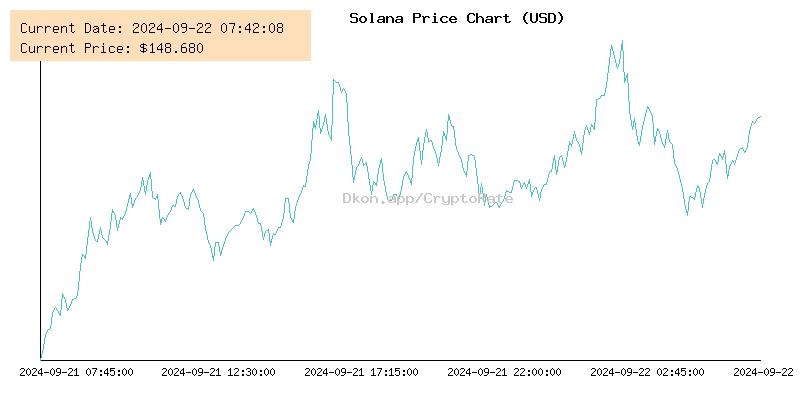 Solana Price Chart (USD)
Current Date: 2024-09-22 07:42:08
Current Price: $148.680
Dkon.app/CryptoRate
2024-09-21 07:45:00 2024-09-21 12:30:00 2024-09-21 17:15:00 2024-09-21 22:00:00 2024-09-22 02:45:00 2024-09-22